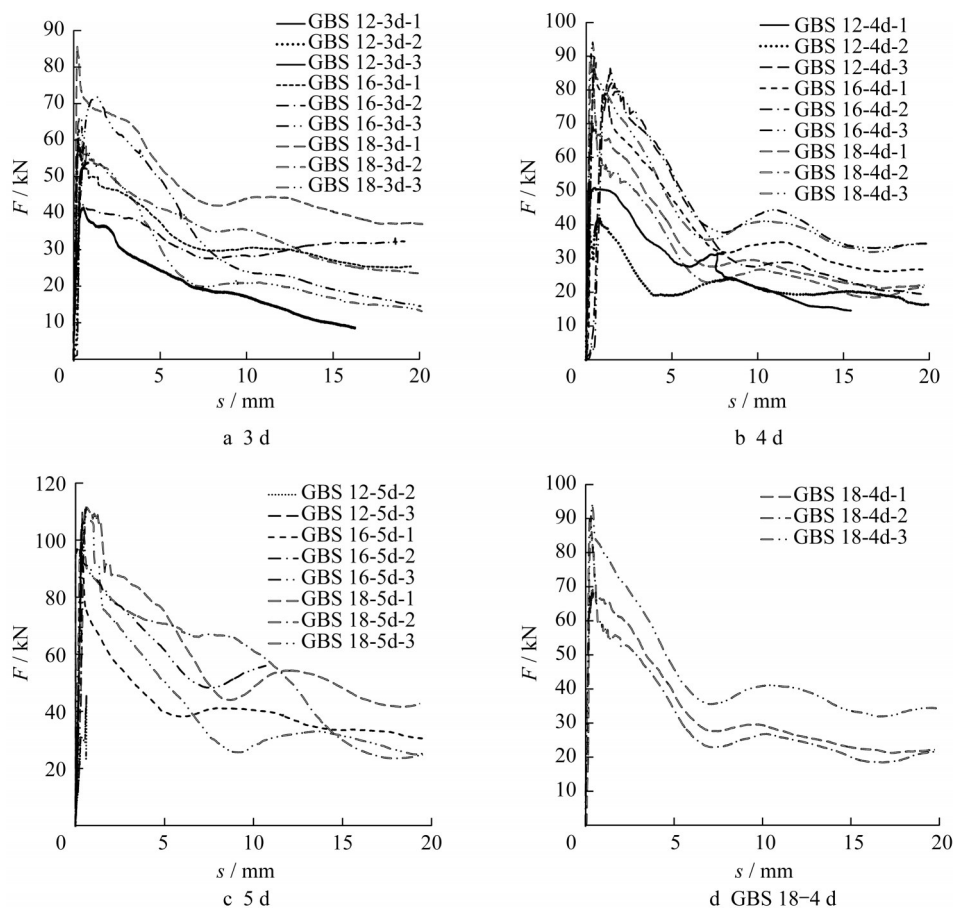 90
80
70
60
50
40
30
20
10
0
5
10
15
20
F / kN
s / mm
GBS 12-3d-1
GBS 12-3d-2
GBS 12-3d-3
GBS 16-3d-1
GBS 16-3d-2
GBS 16-3d-3
GBS 18-3d-1
GBS 18-3d-2
GBS 18-3d-3
a 3 d
100
90
80
70
60
50
40
30
20
10
0
5
10
15
20
F / kN
s / mm
GBS 12-4d-1
GBS 12-4d-2
GBS 12-4d-3
GBS 16-4d-1
GBS 16-4d-2
GBS 16-4d-3
GBS 18-4d-1
GBS 18-4d-2
GBS 18-4d-3
b 4 d
120
100
80
60
40
20
0
5
10
15
20
F / kN
s / mm
GBS 12-5d-2
GBS 12-5d-3
GBS 16-5d-1
GBS 16-5d-2
GBS 16-5d-3
GBS 18-5d-1
GBS 18-5d-2
GBS 18-5d-3
c 5 d
100
90
80
70
60
50
40
30
20
10
0
5
10
15
20
F / kN
s / mm
GBS 18-4d-1
GBS 18-4d-2
GBS 18-4d-3
d GBS 18-4 d